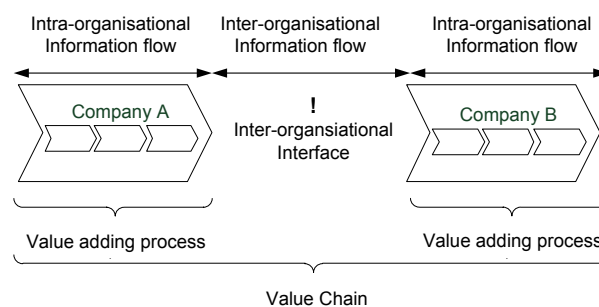 Intra-organisational
Information flow
Inter-organisational
Information flow
Intra-organisational
Information flow
Company A
!
Inter-organsiational
Interface
Company B
Value adding process
Value adding process
Value Chain